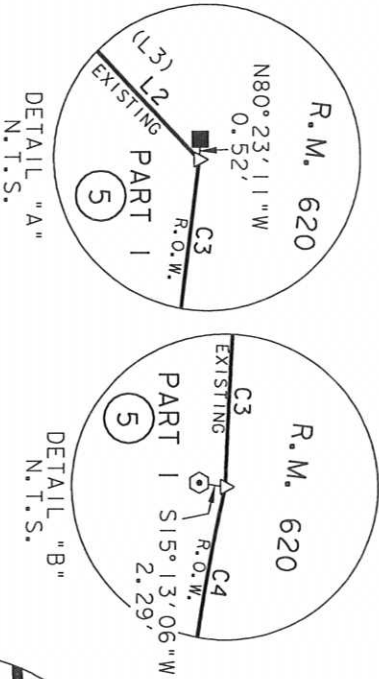 R.M. 620
N80°23'11"W
0.52'
(L3)
L2
EXISTING
C3
R.O.W.
PART 1
5
DETAIL "A"
N.T.S.
R.M. 620
C3
EXISTING
C4
R.O.W.
PART 1
5
S15°13'06"W
2.29'
DETAIL "B"
N.T.S.